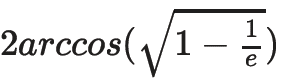 2arccos(√(1 − 1/e))